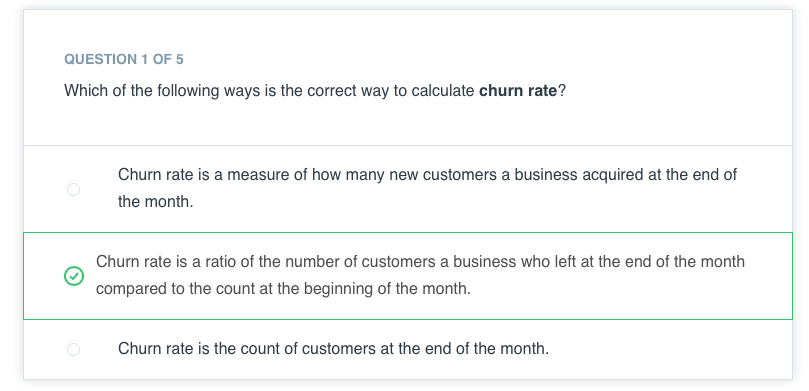 QUESTION 1 OF 5
Which of the following ways is the correct way to calculate churn rate?
Churn rate is a measure of how many new customers a business acquired at the end of
the month.
Churn rate is a ratio of the number of customers a business who left at the end of the month
compared to the count at the beginning of the month.
Churn rate is the count of customers at the end of the month.